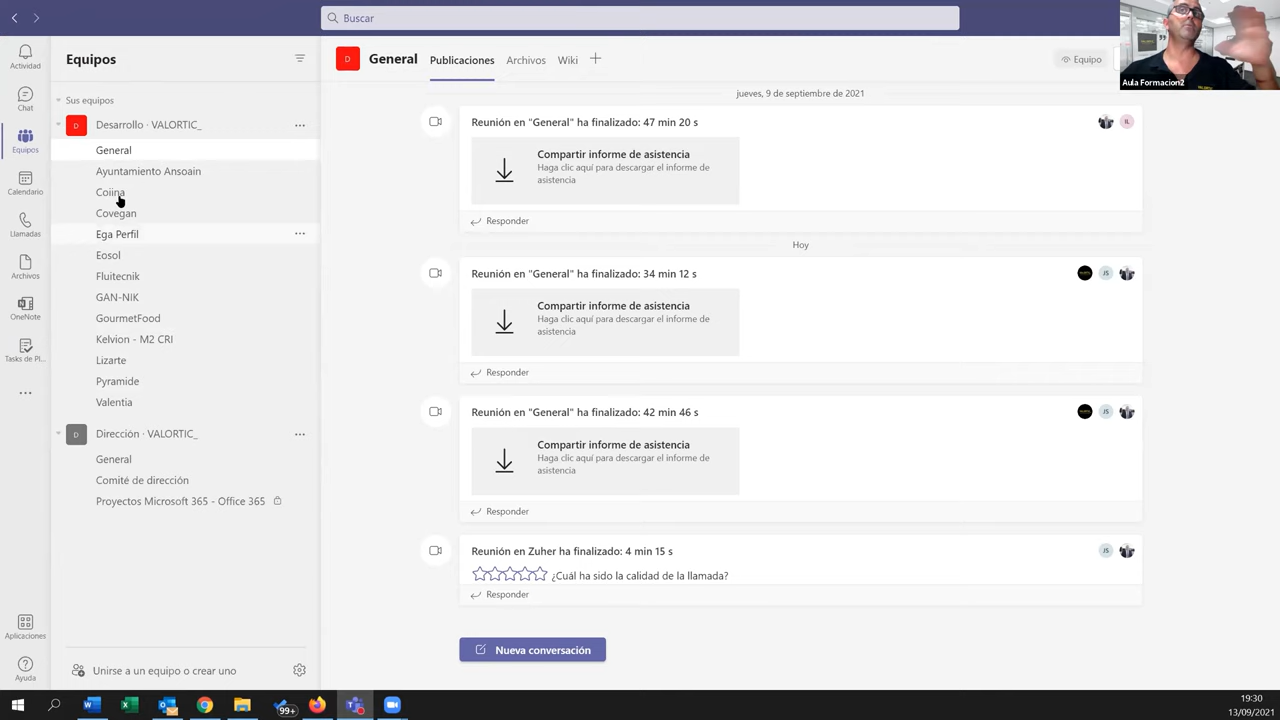 Buscar
Aula Formacion2
Actividad
Chat
Equipos
Calendario
Llamadas
Archivos
OneNote
Tasks de Pl...
Aplicaciones
Ayuda
Equipos
Sus equipos
D
Desarrollo · VALORTIC_
General
Ayuntamiento Ansoain
Coiina
Covegan
Ega Perfil
Eosol
Fluitecnik
GAN-NIK
GourmetFood
Kelvion - M2 CRI
Lizarte
Pyramide
Valentia
D
Dirección · VALORTIC_
General
Comité de dirección
Proyectos Microsoft 365 - Office 365
Unirse a un equipo o crear uno
D
General
Publicaciones
Archivos
Wiki
Equipo
jueves, 9 de septiembre de 2021
Reunión en "General" ha finalizado: 47 min 20 s
IL
Compartir informe de asistencia
Haga clic aquí para descargar el informe de
asistencia
Responder
Hoy
Reunión en "General" ha finalizado: 34 min 12 s
JS
Compartir informe de asistencia
Haga clic aquí para descargar el informe de
asistencia
Responder
Reunión en "General" ha finalizado: 42 min 46 s
JS
Compartir informe de asistencia
Haga clic aquí para descargar el informe de
asistencia
Responder
Reunión en Zuher ha finalizado: 4 min 15 s
JS
¿Cuál ha sido la calidad de la llamada?
Responder
Nueva conversación
99+
19:30
13/09/2021